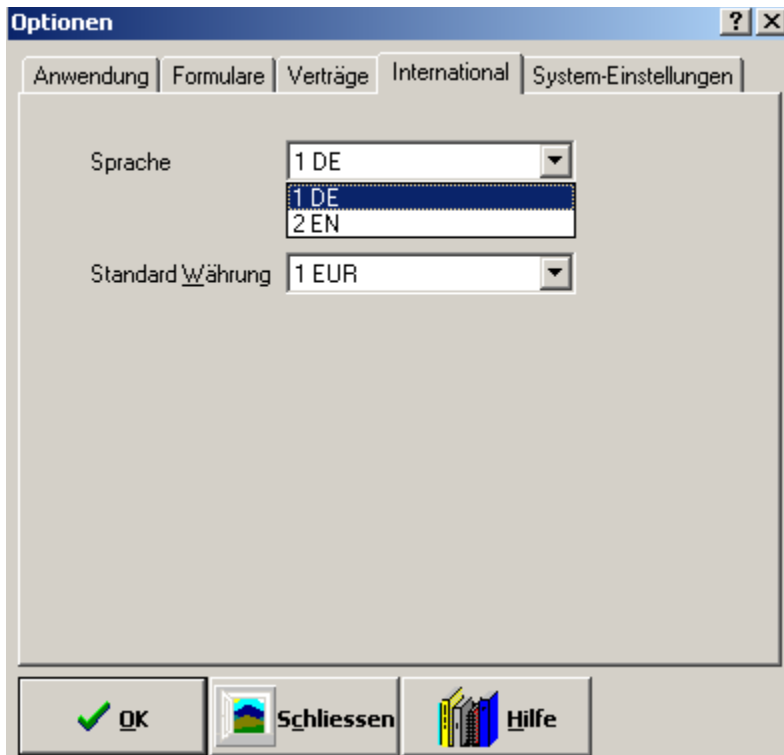 Optionen
Anwendung Formulare Verträge International System-Einstellungen
Sprache 1 DE
1 DE
2 EN
Standard Währung 1 EUR
OK Schliessen Hilfe